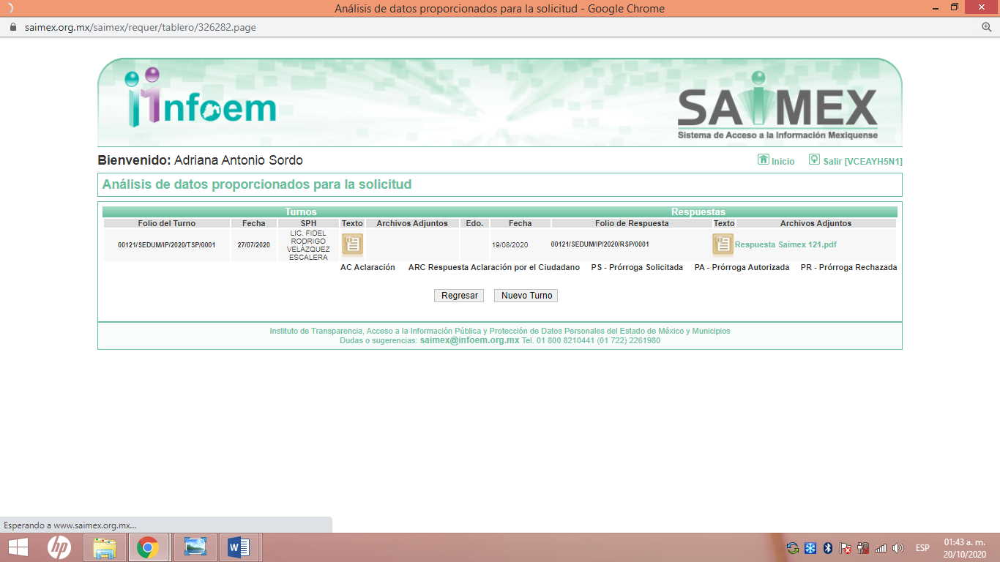 Análisis de datos proporcionados para la solicitud - Google Chrome
saimex.org.mx/saimex/requer/tablero/326282.page
infoem
SAIMEX
Sistema de Acceso a la Información Mexiquense
Bienvenido: Adriana Antonio Sordo
Inicio Salir [VCEAYH5N1]
Análisis de datos proporcionados para la solicitud
Turnos Respuestas
Folio del Turno Fecha SPH Texto Archivos Adjuntos Edo. Fecha Folio de Respuesta Texto Archivos Adjuntos
00121/SEDUM/IP/2020/TSP/0001 27/07/2020 LIC. FIDEL
RODRIGO
VELÁZQUEZ
ESCALERA
19/08/2020 00121/SEDUM/IP/2020/RSP/0001 Respuesta Saimex 121.pdf
AC Aclaración ARC Respuesta Aclaración por el Ciudadano PS - Prórroga Solicitada PA - Prórroga Autorizada PR - Prórroga Rechazada
Regresar Nuevo Turno
Instituto de Transparencia, Acceso a la Información Pública y Protección de Datos Personales del Estado de México y Municipios
Dudas o sugerencias: saimex@infoem.org.mx Tel. 01 800 8210441 (01 722) 2261980
Esperando a www.saimex.org.mx...
hp
ESP
01:43 a. m.
20/10/2020